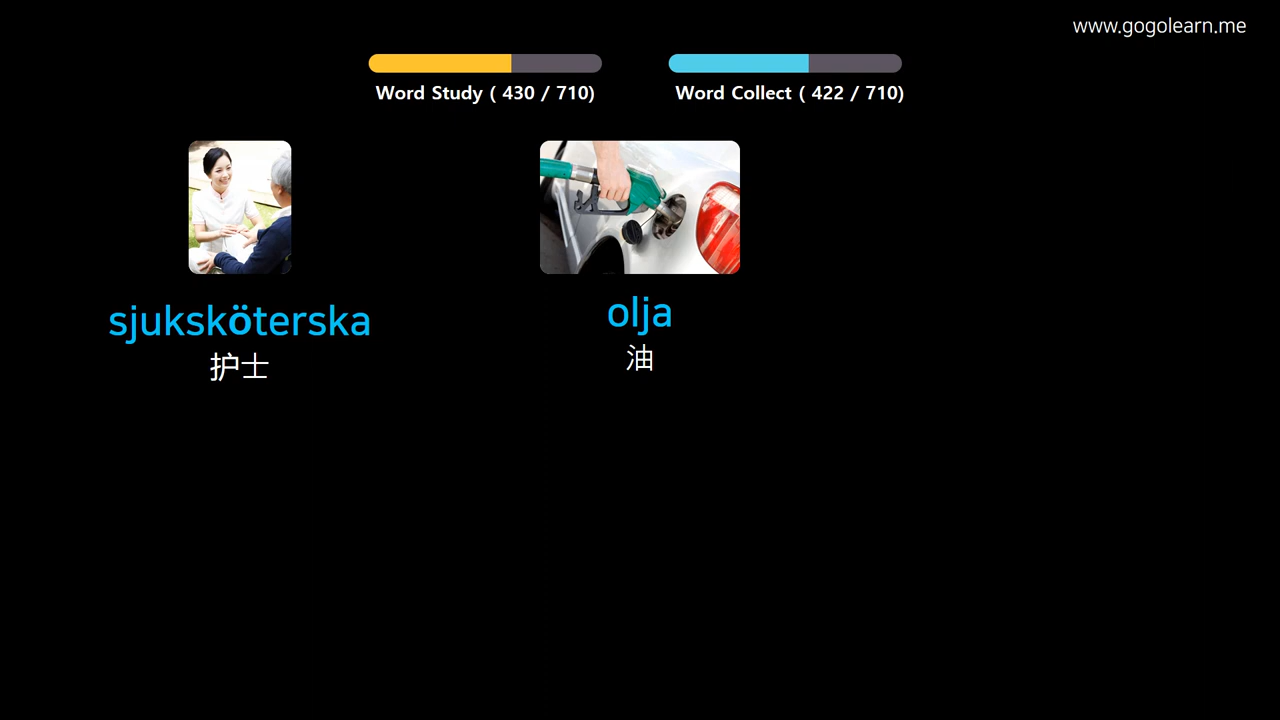 www.gogolearn.me
Word Study ( 430 / 710)
Word Collect ( 422 / 710)
sjuksköterska
护士
olja
油